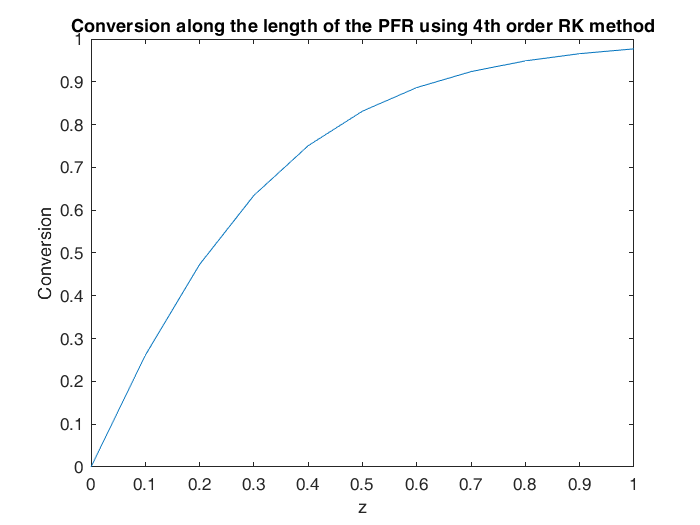 Conversion along the length of the PFR using 4th order RK method
1
0.9
0.8
0.7
0.6
0.5
0.4
0.3
0.2
0.1
0
Conversion
0 0.1 0.2 0.3 0.4 0.5 0.6 0.7 0.8 0.9 1
z